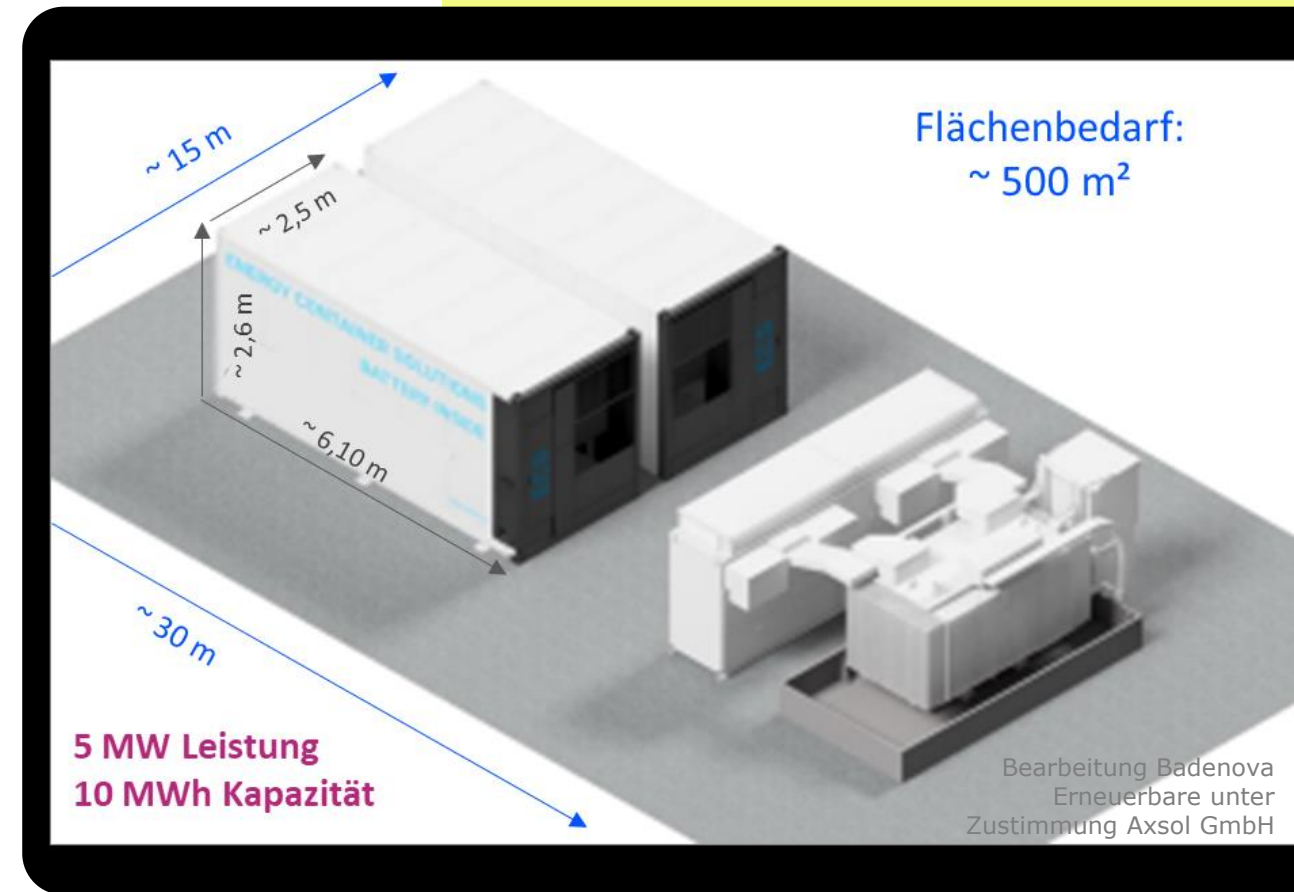 Flächenbedarf:
~ 500 m²
~ 15 m
~ 2,5 m
~ 2,6 m
~ 6,10 m
ENERGY CONTAINER SOLUTIONS
BATTERY INSIDE
~ 30 m
5 MW Leistung
10 MWh Kapazität
Bearbeitung Badenova
Erneuerbare unter
Zustimmung Axsol GmbH